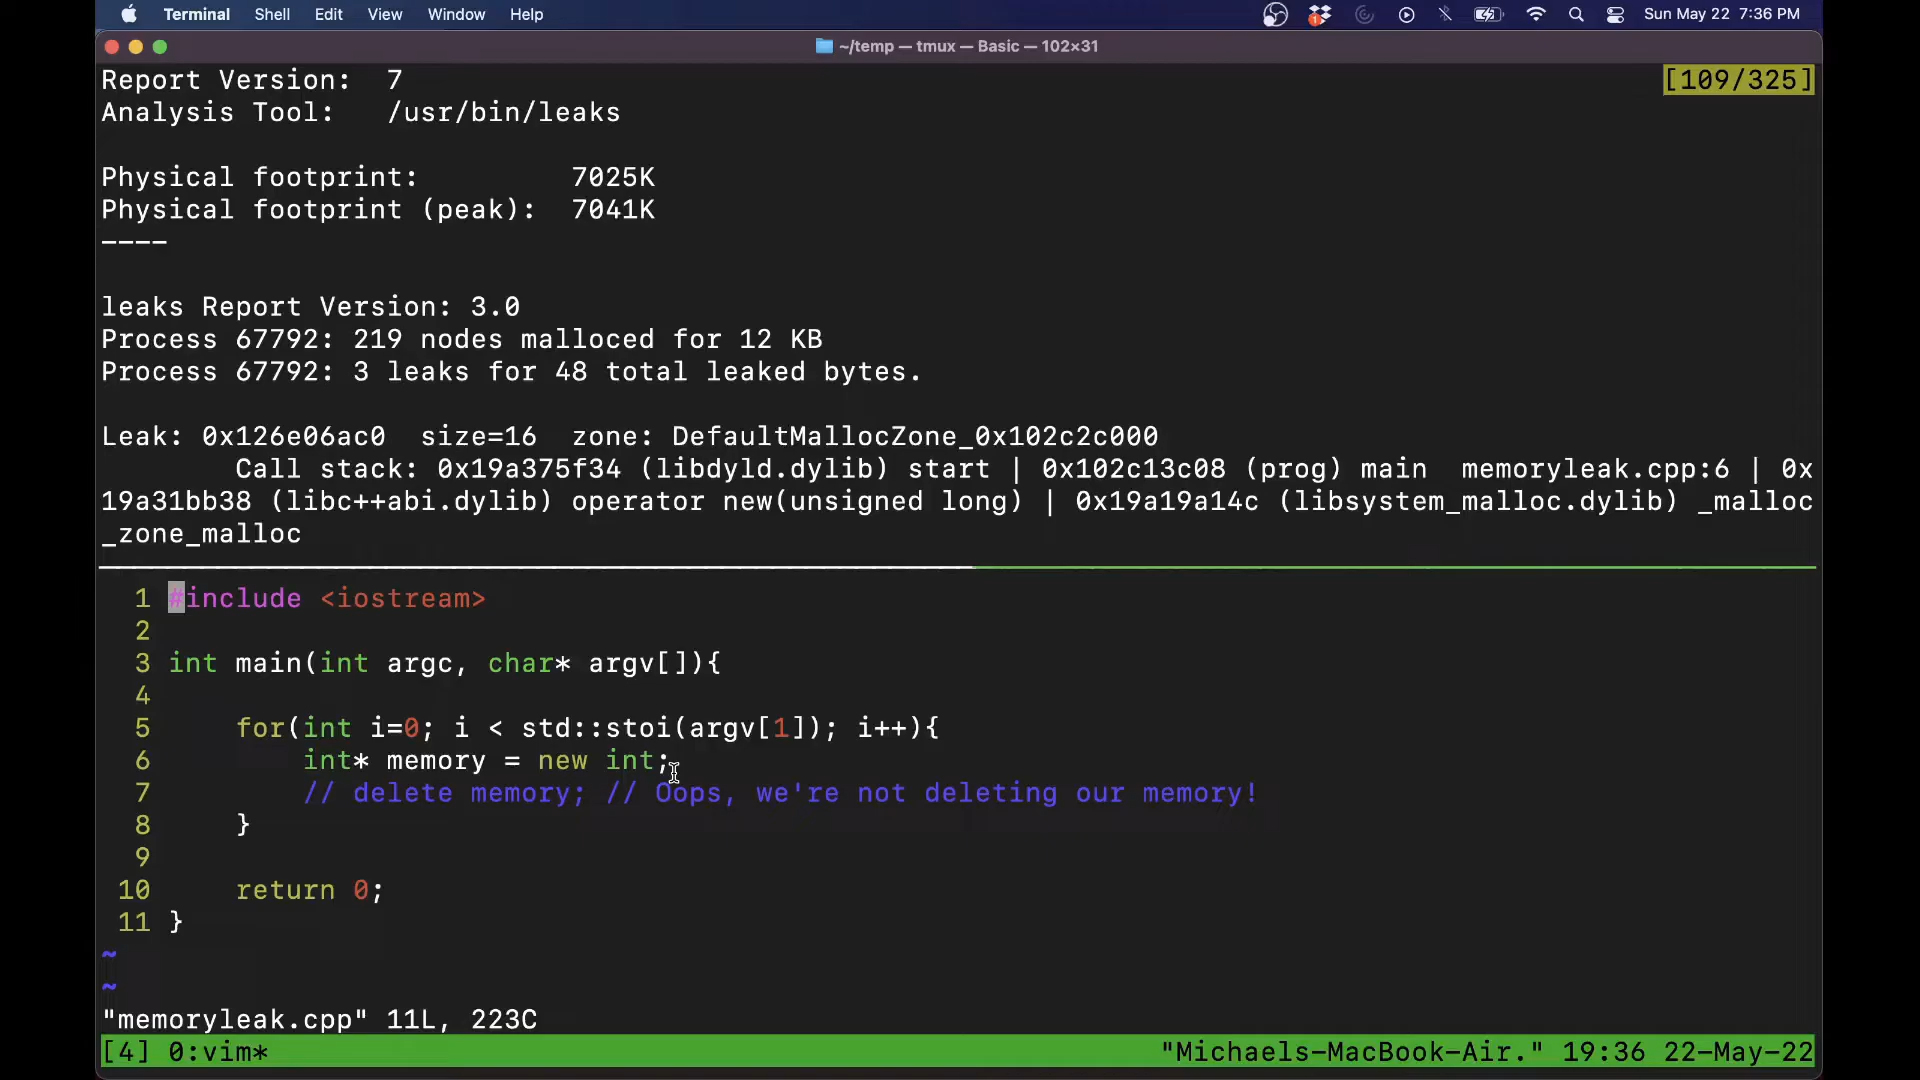 Terminal Shell Edit View Window Help 1 Sun May 22 7:36 PM
~/temp — tmux — Basic — 102×31
Report Version:  7 [109/325]
Analysis Tool:   /usr/bin/leaks
Physical footprint:         7025K
Physical footprint (peak):  7041K
----
leaks Report Version: 3.0
Process 67792: 219 nodes malloced for 12 KB
Process 67792: 3 leaks for 48 total leaked bytes.
Leak: 0x126e06ac0  size=16  zone: DefaultMallocZone_0x102c2c000
        Call stack: 0x19a375f34 (libdyld.dylib) start | 0x102c13c08 (prog) main  memoryleak.cpp:6 | 0x
19a31bb38 (libc++abi.dylib) operator new(unsigned long) | 0x19a19a14c (libsystem_malloc.dylib) _malloc
_zone_malloc
1 #include <iostream>
2
3 int main(int argc, char* argv[]){
4
5     for(int i=0; i < std::stoi(argv[1]); i++){
6         int* memory = new int;
7         // delete memory; // Oops, we're not deleting our memory!
8     }
9
10     return 0;
11 }
~
~
"memoryleak.cpp" 11L, 223C
[4] 0:vim* "Michaels-MacBook-Air." 19:36 22-May-22